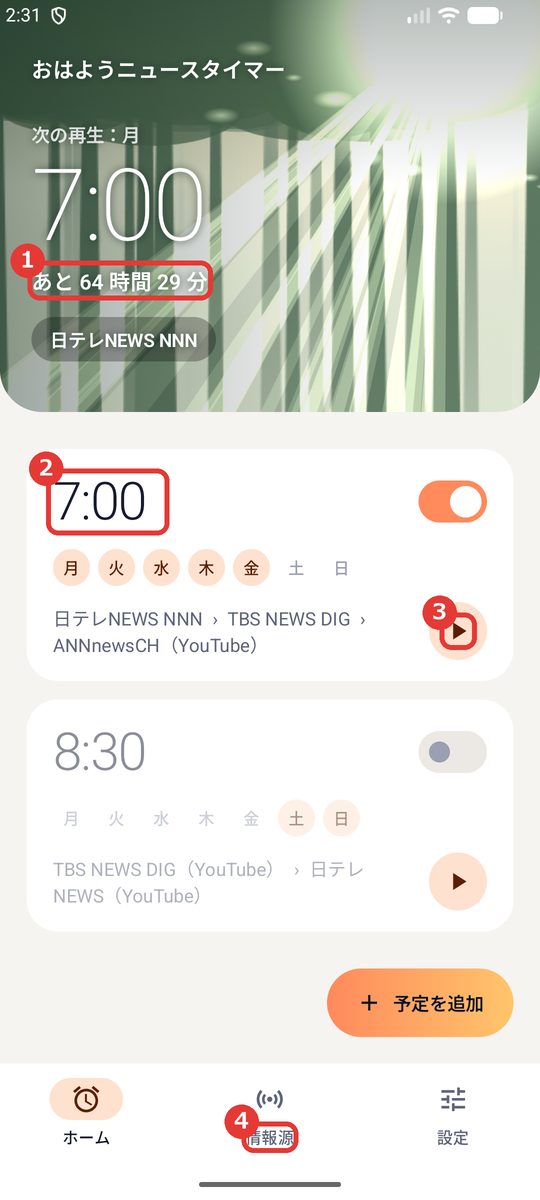 2:31
おはようニュースタイマー
次の再生：月
7:00
1
あと 64 時間 29 分
日テレNEWS NNN
2
7:00
月 火 水 木 金 土 日
日テレNEWS NNN › TBS NEWS DIG ›
ANNnewsCH（YouTube）
3
8:30
月 火 水 木 金 土 日
TBS NEWS DIG（YouTube） › 日テレ
NEWS（YouTube）
+ 予定を追加
ホーム
4
情報源
設定